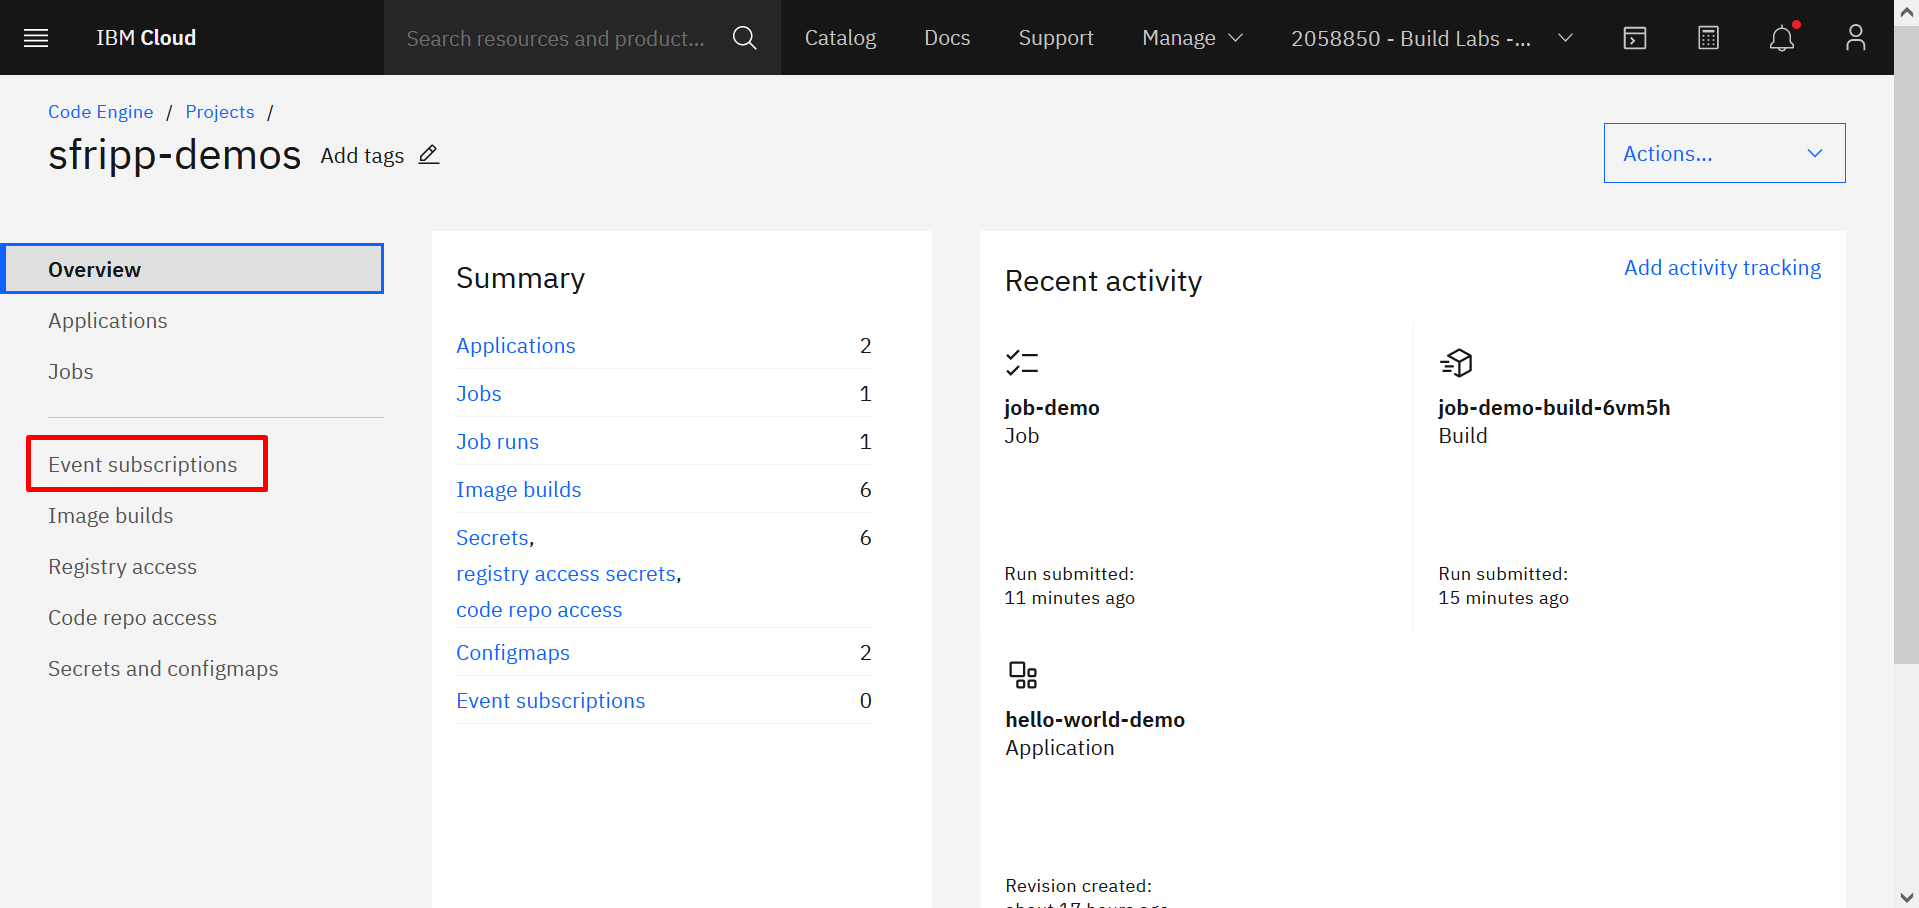 IBM Cloud
Search resources and product...
Catalog
Docs
Support
Manage
2058850 - Build Labs -...
Code Engine / Projects /
sfripp-demos
Add tags
Actions...
Overview
Applications
Jobs
Event subscriptions
Image builds
Registry access
Code repo access
Secrets and configmaps
Summary
Applications 2
Jobs 1
Job runs 1
Image builds 6
Secrets, 6
registry access secrets,
code repo access
Configmaps 2
Event subscriptions 0
Recent activity
Add activity tracking
job-demo
Job
Run submitted:
11 minutes ago
job-demo-build-6vm5h
Build
Run submitted:
15 minutes ago
hello-world-demo
Application
Revision created:
about 17 hours ago